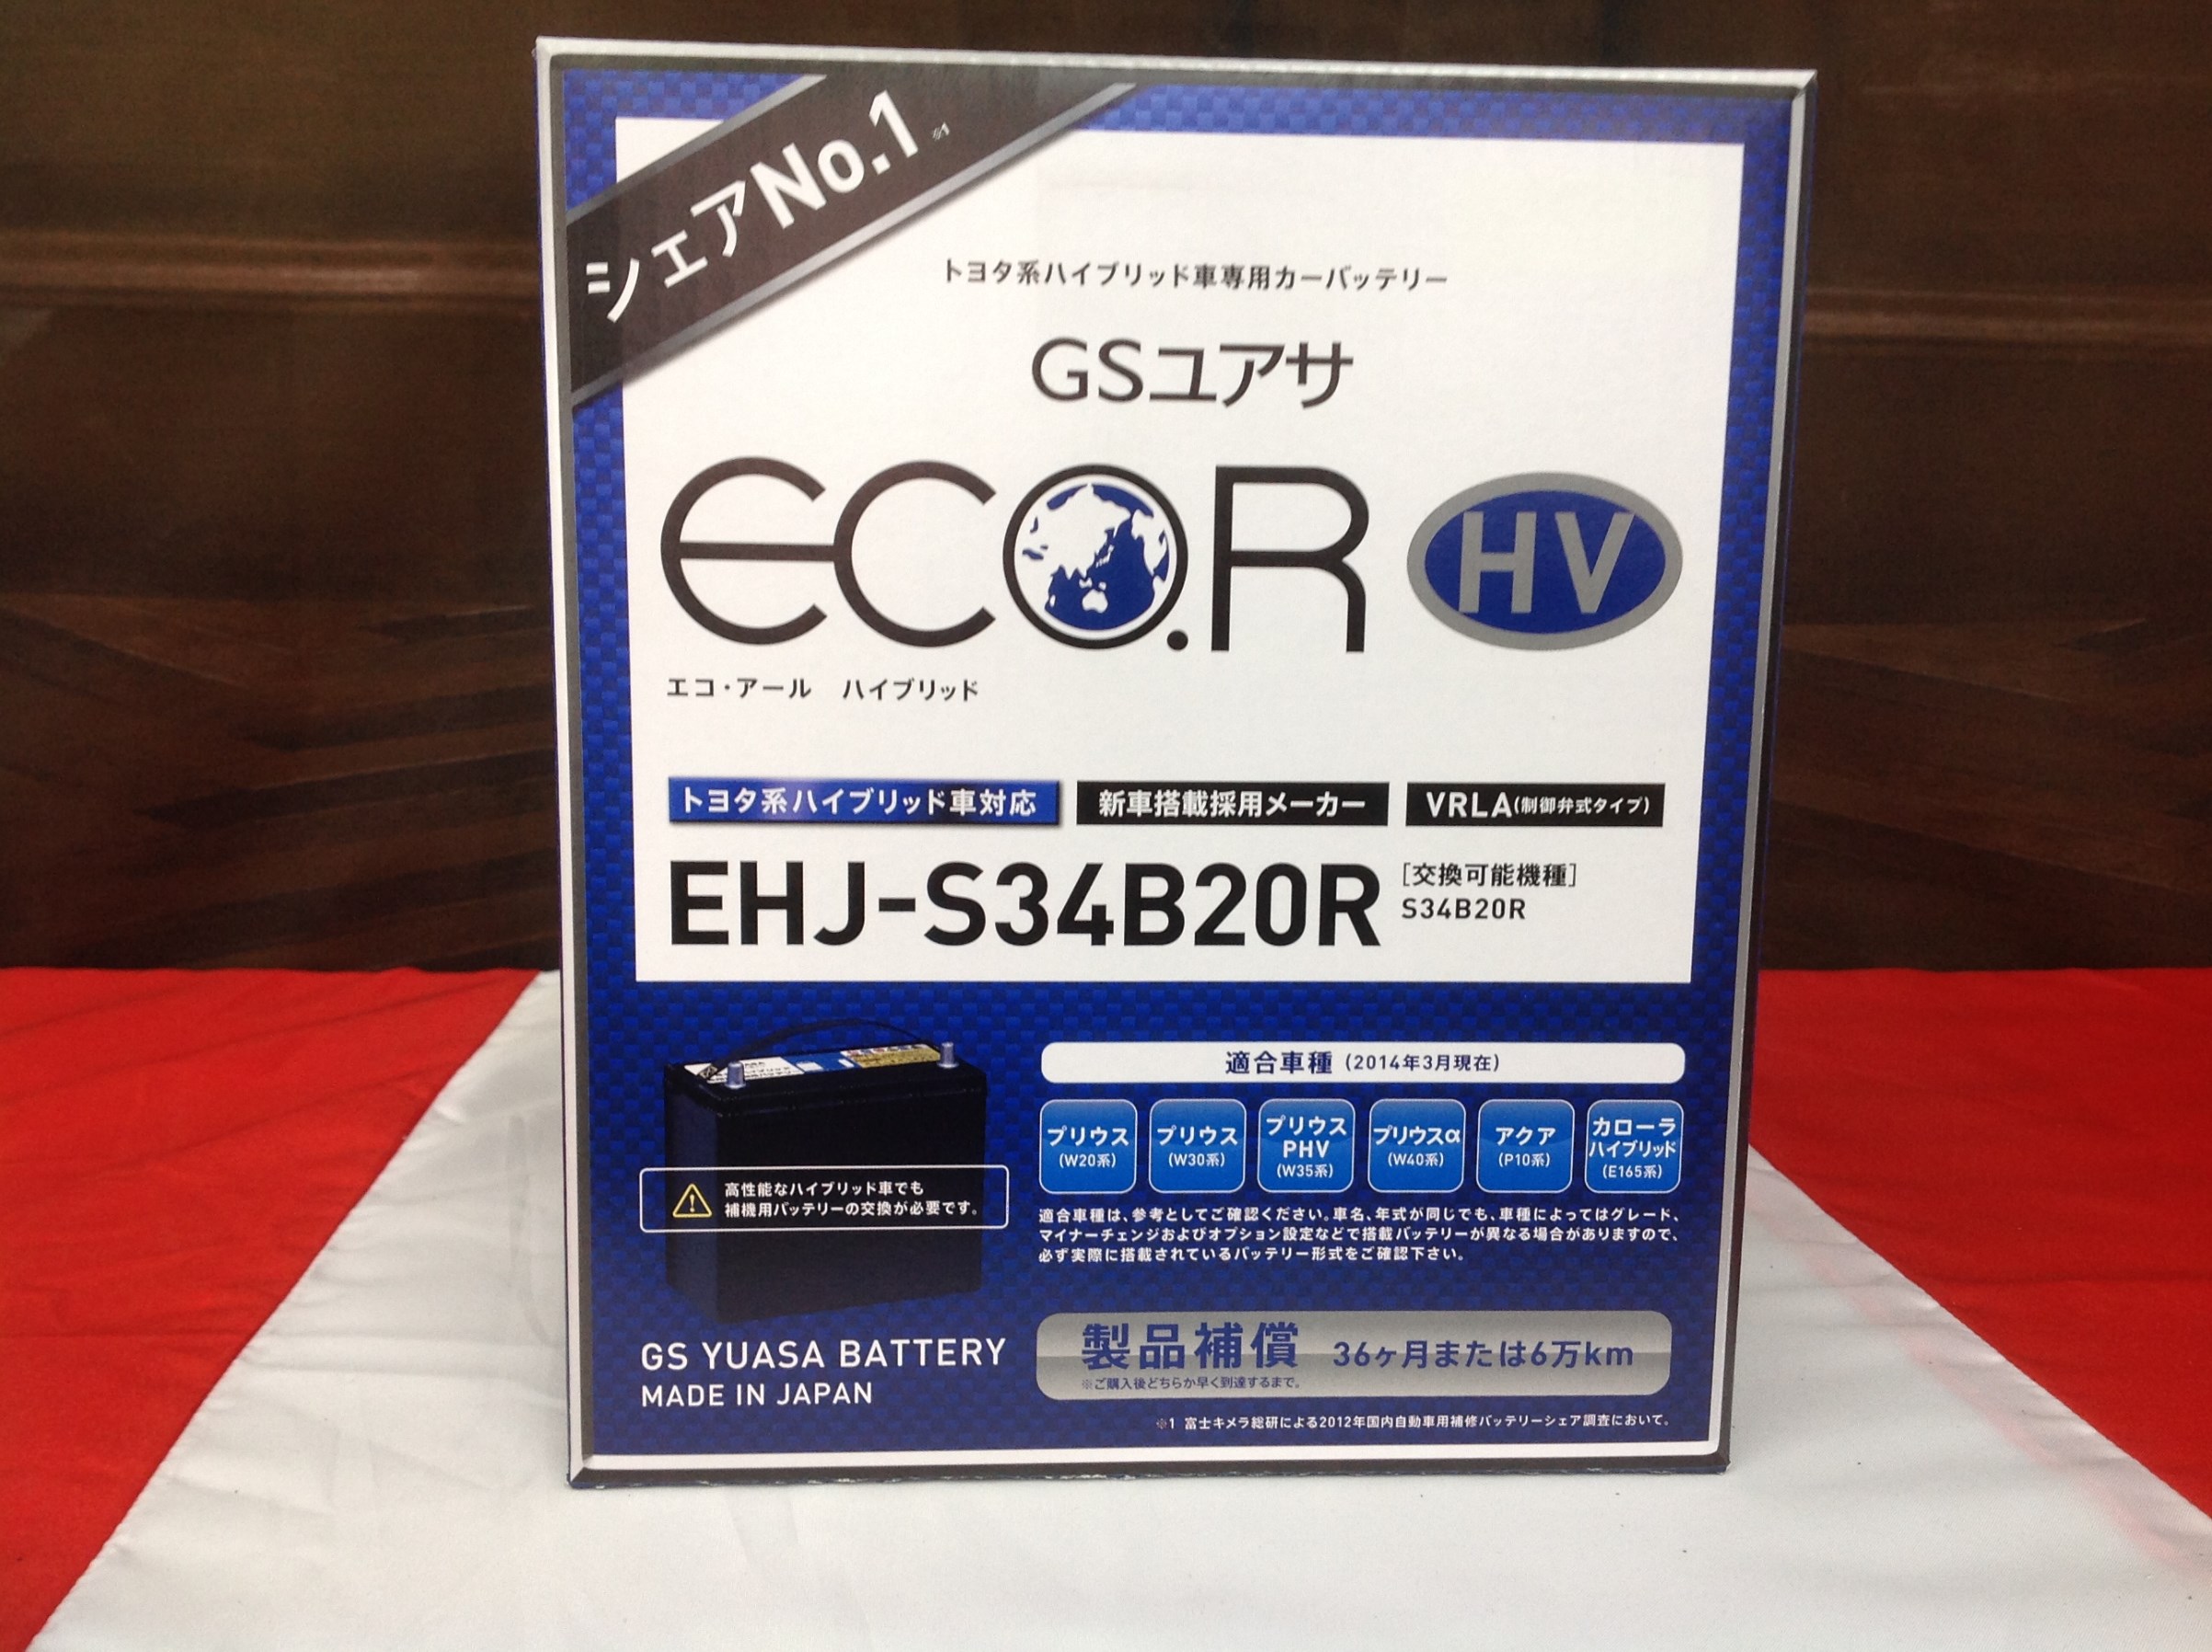 シェアNo.1 ※1
トヨタ系ハイブリッド車専用カーバッテリー
GSユアサ
eco.R HV
エコ・アール ハイブリッド
トヨタ系ハイブリッド車対応 新車搭載採用メーカー VRLA(制御弁式タイプ)
EHJ-S34B20R
[交換可能機種]
S34B20R
適合車種 (2014年3月現在)
プリウス
(W20系)
プリウス
(W30系)
プリウス
PHV
(W35系)
プリウスα
(W40系)
アクア
(P10系)
カローラ
ハイブリッド
(E165系)
高性能なハイブリッド車でも
補機用バッテリーの交換が必要です。
適合車種は、参考としてご確認ください。車名、年式が同じでも、車種によってはグレード、
マイナーチェンジおよびオプション設定などで搭載バッテリーが異なる場合がありますので、
必ず実際に搭載されているバッテリー形式をご確認下さい。
GS YUASA BATTERY
MADE IN JAPAN
製品補償 36ヶ月または6万km
※ご購入後どちらか早く到達するまで。
※1 富士キメラ総研による2012年国内自動車用補修バッテリーシェア調査において。